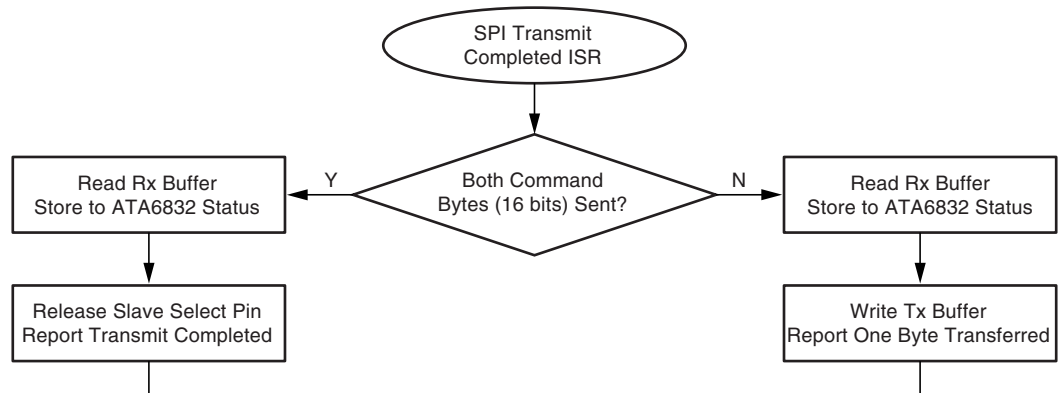 SPI Transmit
Completed ISR
Both Command
Bytes (16 bits) Sent?
Y
N
Read Rx Buffer
Store to ATA6832 Status
Release Slave Select Pin
Report Transmit Completed
Read Rx Buffer
Store to ATA6832 Status
Write Tx Buffer
Report One Byte Transferred